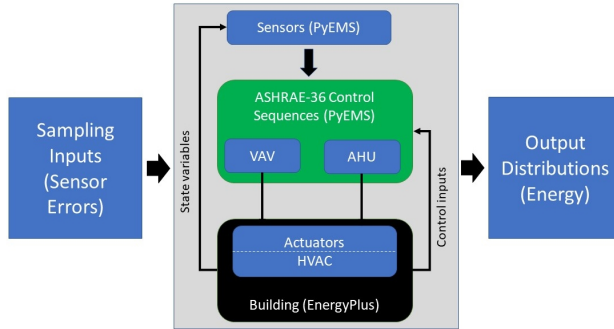 Sampling
Inputs
(Sensor
Errors)
Sensors (PyEMS)
State variables
ASHRAE-36 Control
Sequences (PyEMS)
VAV
AHU
Control inputs
Actuators
HVAC
Building (EnergyPlus)
Output
Distributions
(Energy)